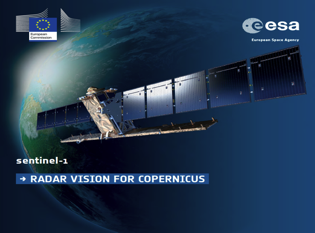 European
Commission
esa
European Space Agency
sentinel-1
→ RADAR VISION FOR COPERNICUS